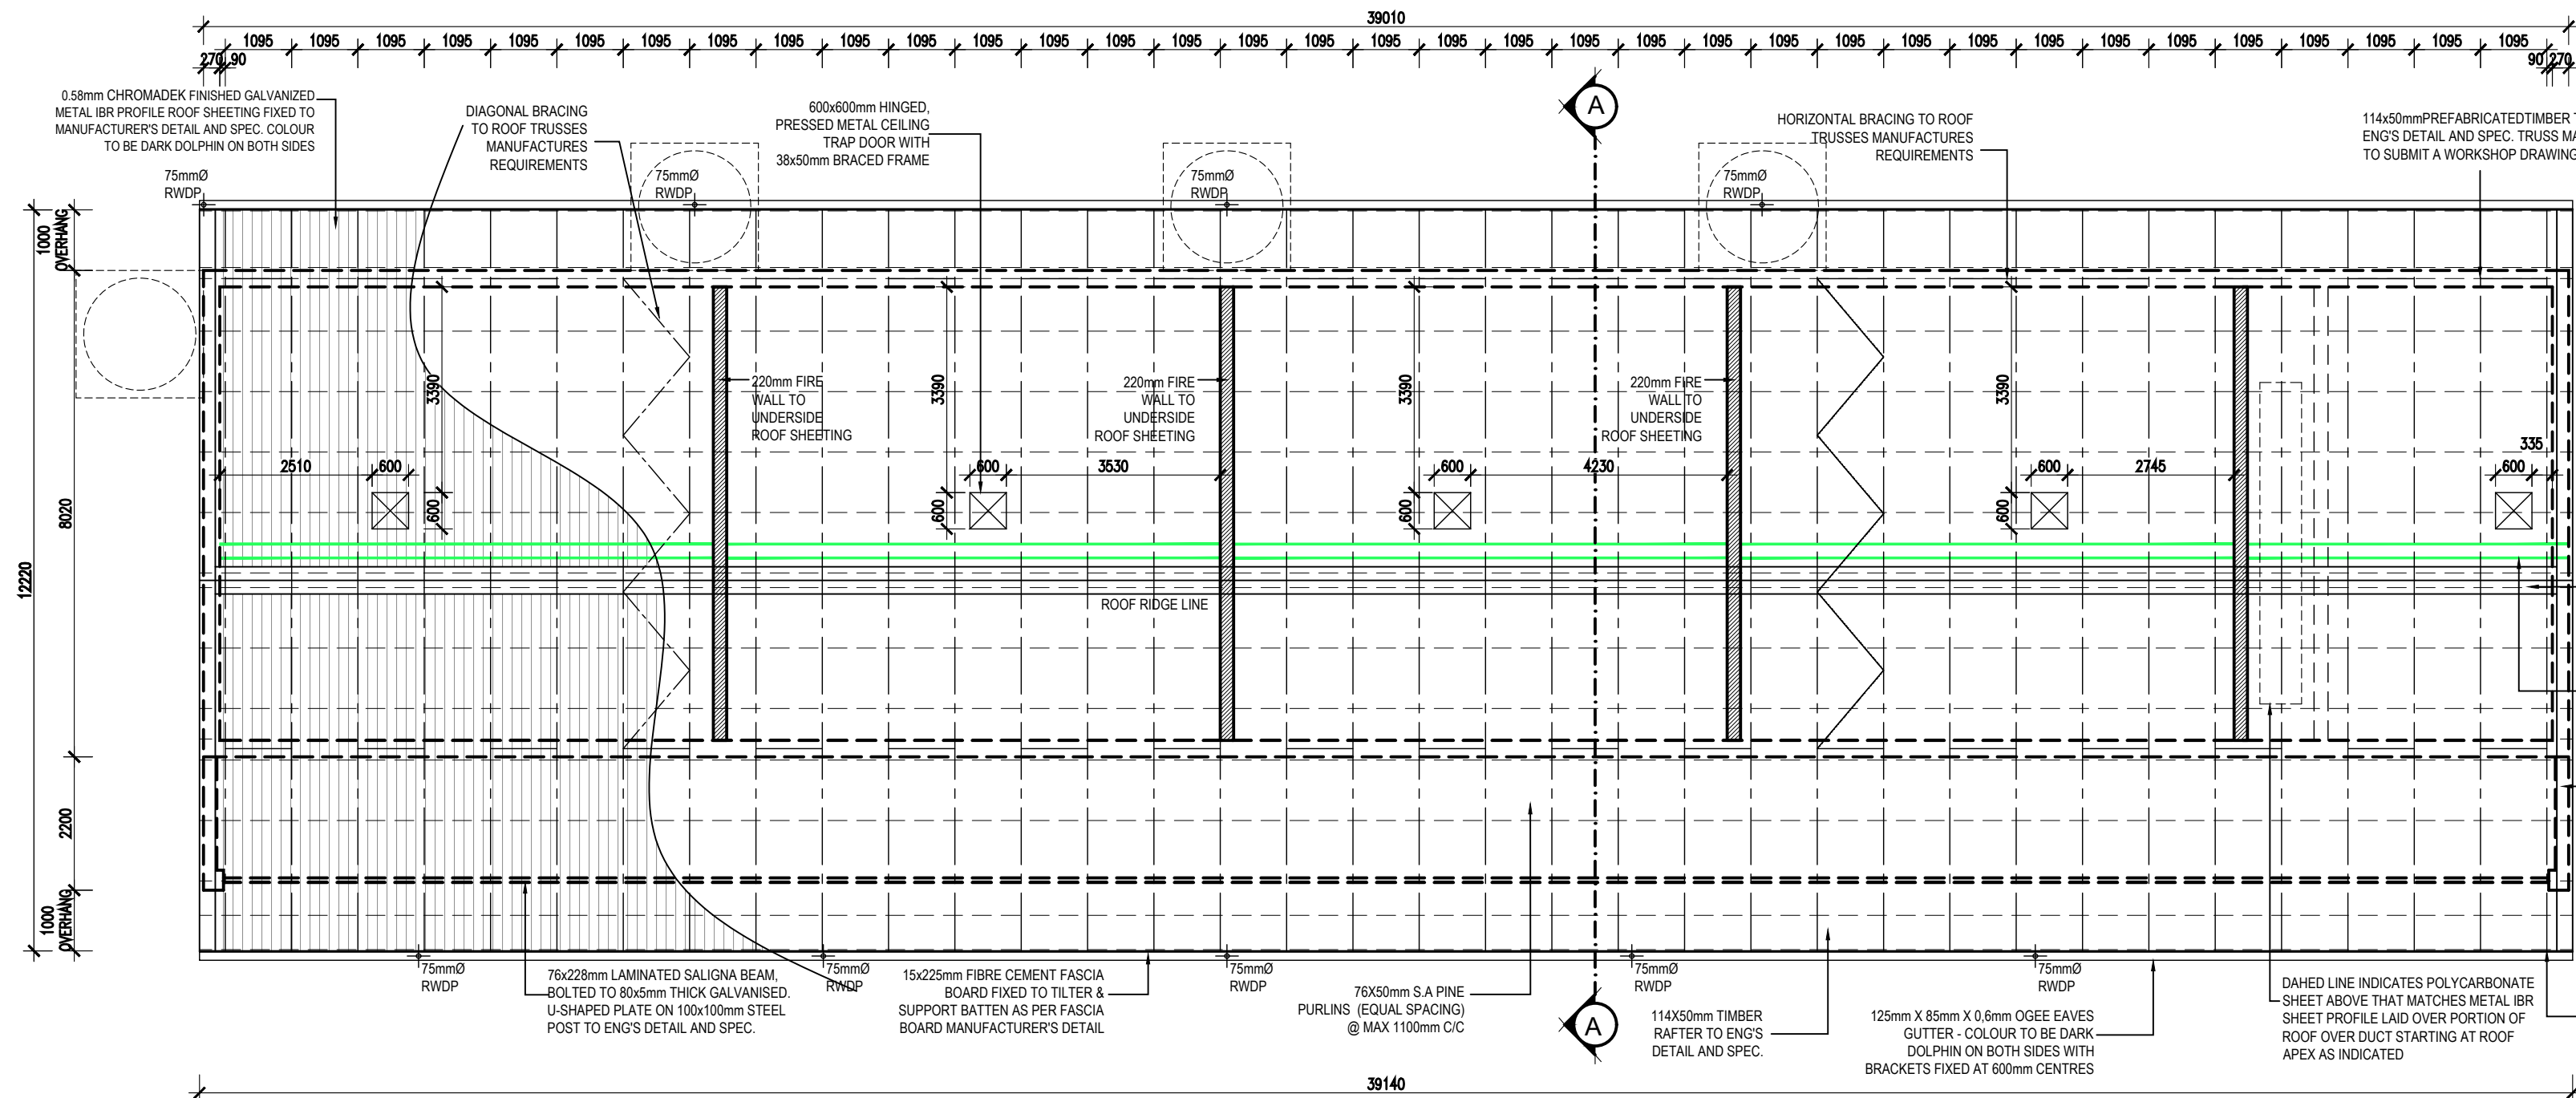 39010
1095 1095 1095 1095 1095 1095 1095 1095 1095 1095 1095 1095 1095 1095 1095 1095 1095 1095 1095 1095 1095 1095 1095 1095 1095 1095 1095 1095 1095 1095 1095 1095 1095 1095 1095
270 90
90 270
0.58mm CHROMADEK FINISHED GALVANIZED
METAL IBR PROFILE ROOF SHEETING FIXED TO
MANUFACTURER'S DETAIL AND SPEC. COLOUR
TO BE DARK DOLPHIN ON BOTH SIDES
DIAGONAL BRACING
TO ROOF TRUSSES
MANUFACTURES
REQUIREMENTS
600x600mm HINGED,
PRESSED METAL CEILING
TRAP DOOR WITH
38x50mm BRACED FRAME
A
HORIZONTAL BRACING TO ROOF
TRUSSES MANUFACTURES
REQUIREMENTS
114x50mmPREFABRICATEDTIMBER
ENG'S DETAIL AND SPEC. TRUSS
TO SUBMIT A WORKSHOP DRAWING
75mmØ
RWDP
75mmØ
RWDP
75mmØ
RWDP
75mmØ
RWDP
1000
OVERHANG
8020
12220
2200
1000
OVERHANG
3390
3390
3390
3390
220mm FIRE
WALL TO
UNDERSIDE
ROOF SHEETING
220mm FIRE
WALL TO
UNDERSIDE
ROOF SHEETING
220mm FIRE
WALL TO
UNDERSIDE
ROOF SHEETING
335
2510 600
600 3530
600 4230
600 2745
600
600
600
600
600
ROOF RIDGE LINE
75mmØ
RWDP
75mmØ
RWDP
75mmØ
RWDP
75mmØ
RWDP
75mmØ
RWDP
76x228mm LAMINATED SALIGNA BEAM,
BOLTED TO 80x5mm THICK GALVANISED.
U-SHAPED PLATE ON 100x100mm STEEL
POST TO ENG'S DETAIL AND SPEC.
15x225mm FIBRE CEMENT FASCIA
BOARD FIXED TO TILTER &
SUPPORT BATTEN AS PER FASCIA
BOARD MANUFACTURER'S DETAIL
76X50mm S.A PINE
PURLINS (EQUAL SPACING)
@ MAX 1100mm C/C
A
114X50mm TIMBER
RAFTER TO ENG'S
DETAIL AND SPEC.
125mm X 85mm X 0,6mm OGEE EAVES
GUTTER - COLOUR TO BE DARK
DOLPHIN ON BOTH SIDES WITH
BRACKETS FIXED AT 600mm CENTRES
DAHED LINE INDICATES POLYCARBONATE
SHEET ABOVE THAT MATCHES METAL IBR
SHEET PROFILE LAID OVER PORTION OF
ROOF OVER DUCT STARTING AT ROOF
APEX AS INDICATED
39140